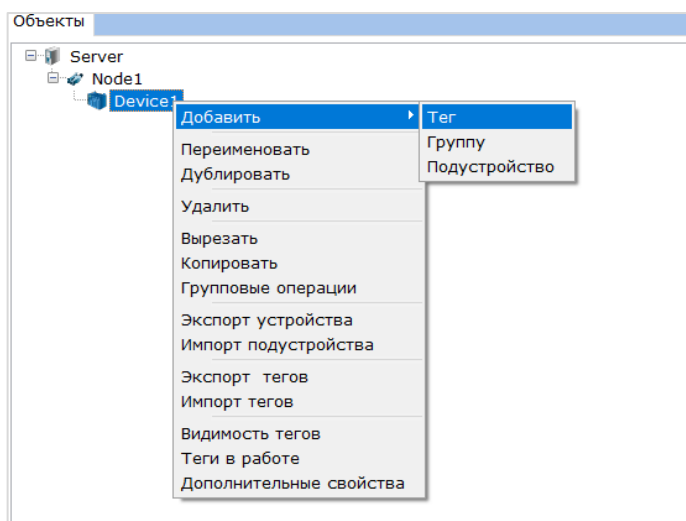 Объекты
Server
Node1
Device1
Добавить
Тег
Группу
Подустройство
Переименовать
Дублировать
Удалить
Вырезать
Копировать
Групповые операции
Экспорт устройства
Импорт подустройства
Экспорт тегов
Импорт тегов
Видимость тегов
Теги в работе
Дополнительные свойства